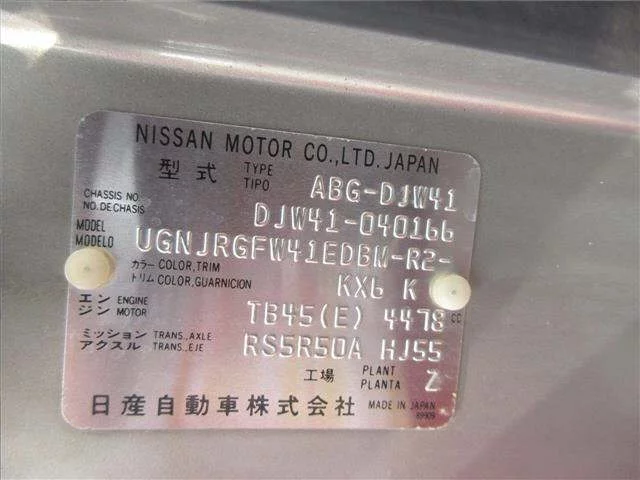 NISSAN MOTOR CO.,LTD.JAPAN
型式 TYPE TIPO ABG-DJW41
CHASSIS NO. NO.DE CHASIS DJW41-040166
MODEL MODELO UGNJRGFW41EDBM-R2-
カラー COLOR,TRIM トリム COLOR,GUARNICION KX6 K
エンジン ENGINE MOTOR TB45(E) 4478 CC
ミッション アクスル TRANS.,AXLE TRANS.,EJE RS5R50A HJ55
工場 PLANT PLANTA Z
日産自動車株式会社 MADE IN JAPAN